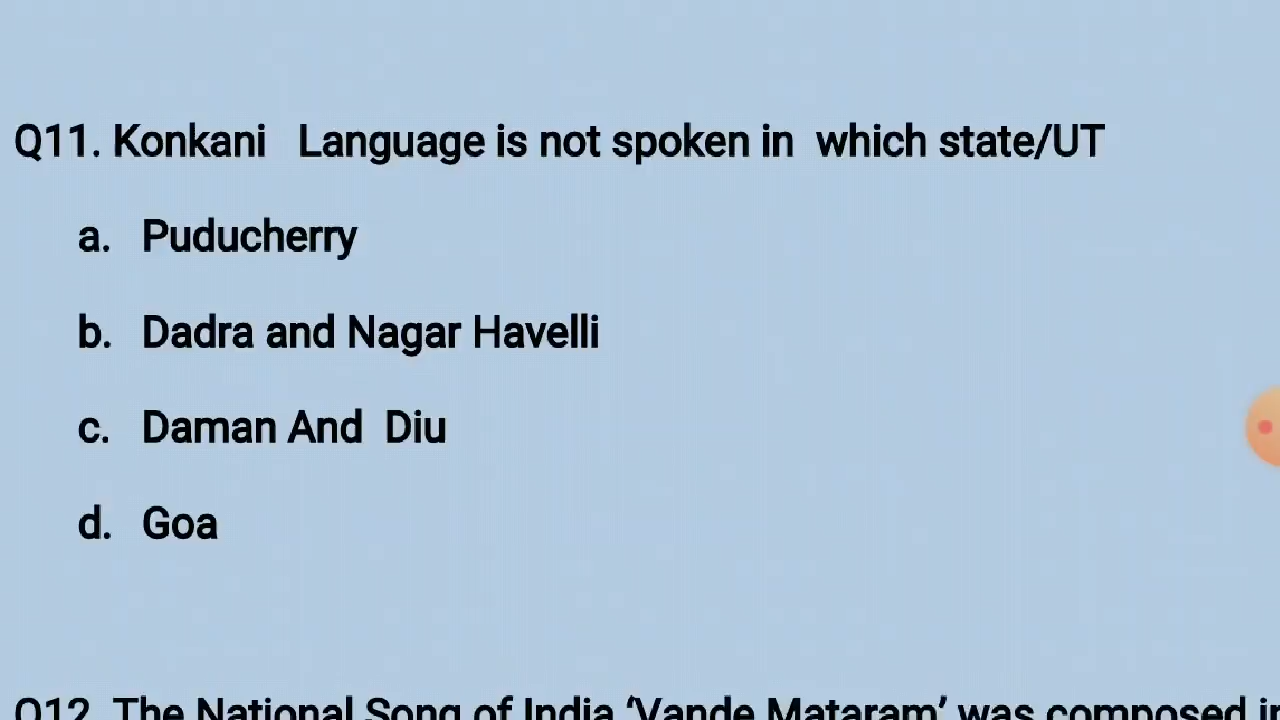 Q11. Konkani Language is not spoken in which state/UT
a. Puducherry
b. Dadra and Nagar Havelli
c. Daman And Diu
d. Goa
Q12. The National Song of India ‘Vande Mataram’ was composed in